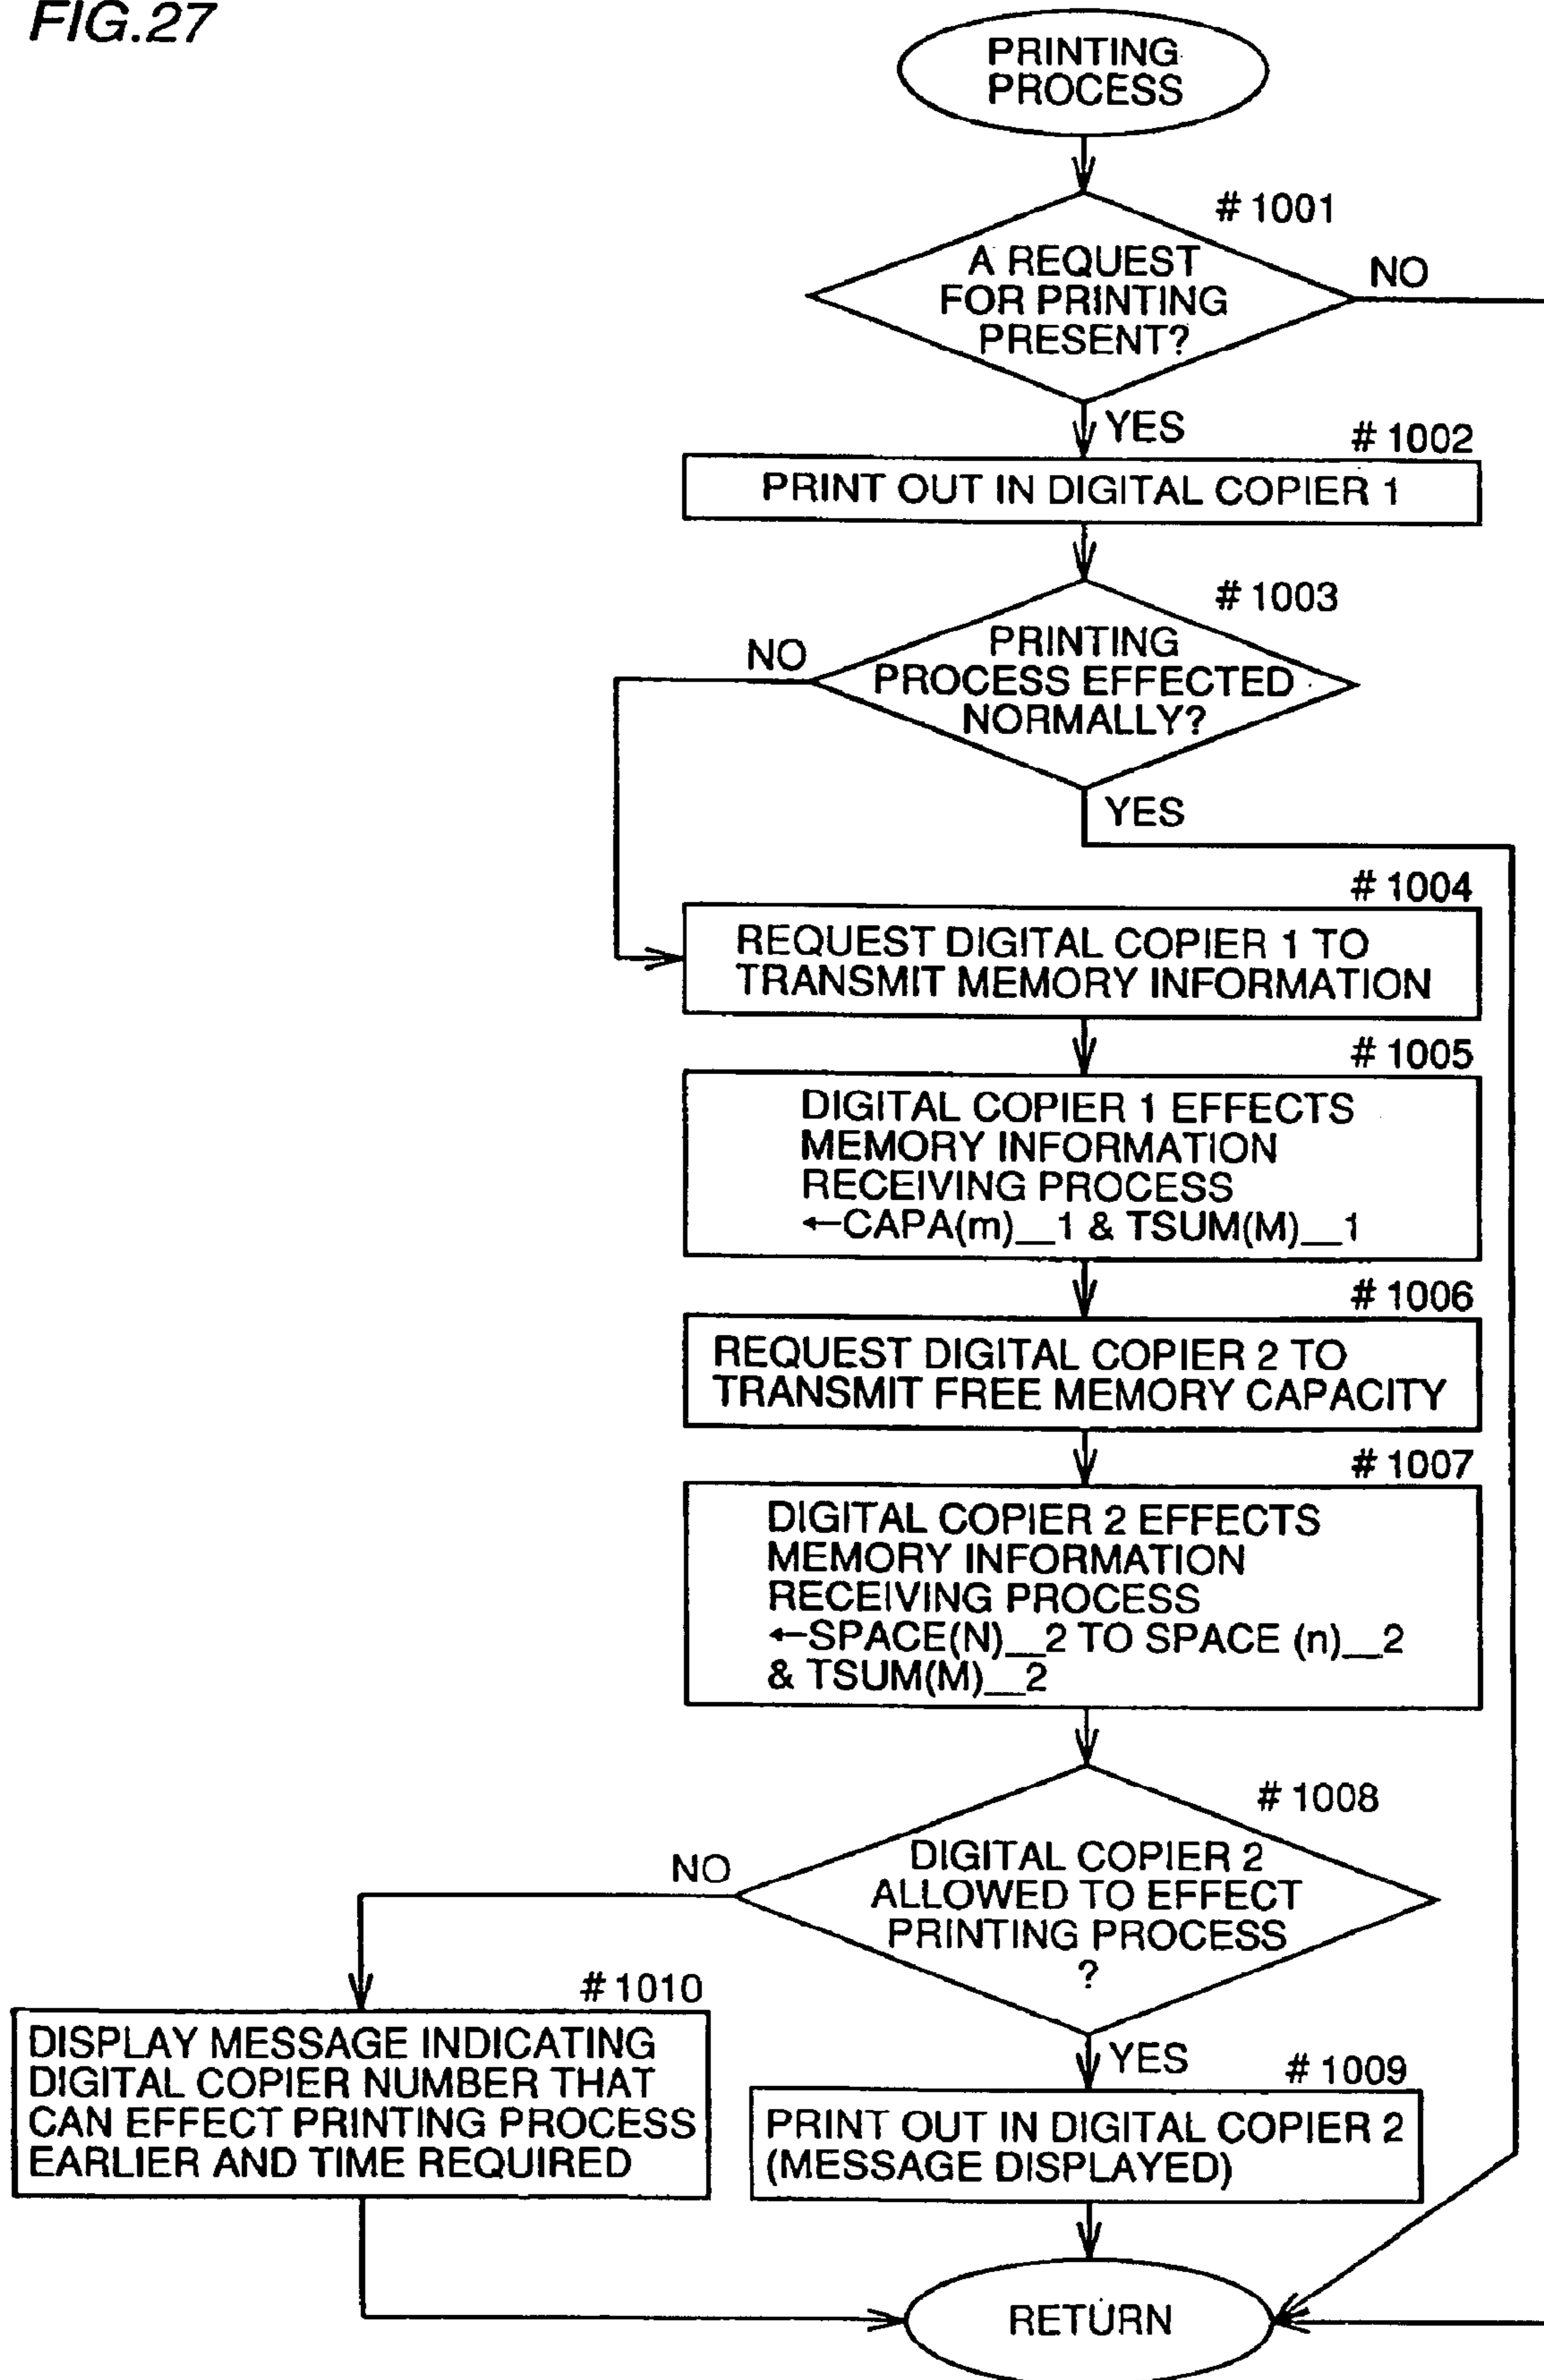 FIG.27
PRINTING
PROCESS
# 1001
A REQUEST
FOR PRINTING
PRESENT?
NO
YES
# 1002
PRINT OUT IN DIGITAL COPIER 1
# 1003
PRINTING
PROCESS EFFECTED
NORMALLY?
NO
YES
# 1004
REQUEST DIGITAL COPIER 1 TO
TRANSMIT MEMORY INFORMATION
# 1005
DIGITAL COPIER 1 EFFECTS
MEMORY INFORMATION
RECEIVING PROCESS
←CAPA(m)__1 & TSUM(M)__1
# 1006
REQUEST DIGITAL COPIER 2 TO
TRANSMIT FREE MEMORY CAPACITY
# 1007
DIGITAL COPIER 2 EFFECTS
MEMORY INFORMATION
RECEIVING PROCESS
←SPACE(N)__2 TO SPACE (n)__2
& TSUM(M)__2
# 1008
DIGITAL COPIER 2
ALLOWED TO EFFECT
PRINTING PROCESS
?
NO
YES
# 1010
DISPLAY MESSAGE INDICATING
DIGITAL COPIER NUMBER THAT
CAN EFFECT PRINTING PROCESS
EARLIER AND TIME REQUIRED
# 1009
PRINT OUT IN DIGITAL COPIER 2
(MESSAGE DISPLAYED)
RETURN